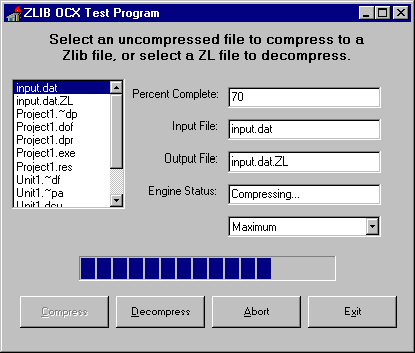 ZLIB OCX Test Program
Select an uncompressed file to compress to a
Zlib file, or select a ZL file to decompress.
input.dat
input.dat.ZL
Project1.~dp
Project1.dof
Project1.dpr
Project1.exe
Project1.res
Unit1.~df
Unit1.~pa
Unit1.dcu
Percent Complete: 70
Input File: input.dat
Output File: input.dat.ZL
Engine Status: Compressing...
Maximum
Compress Decompress Abort Exit